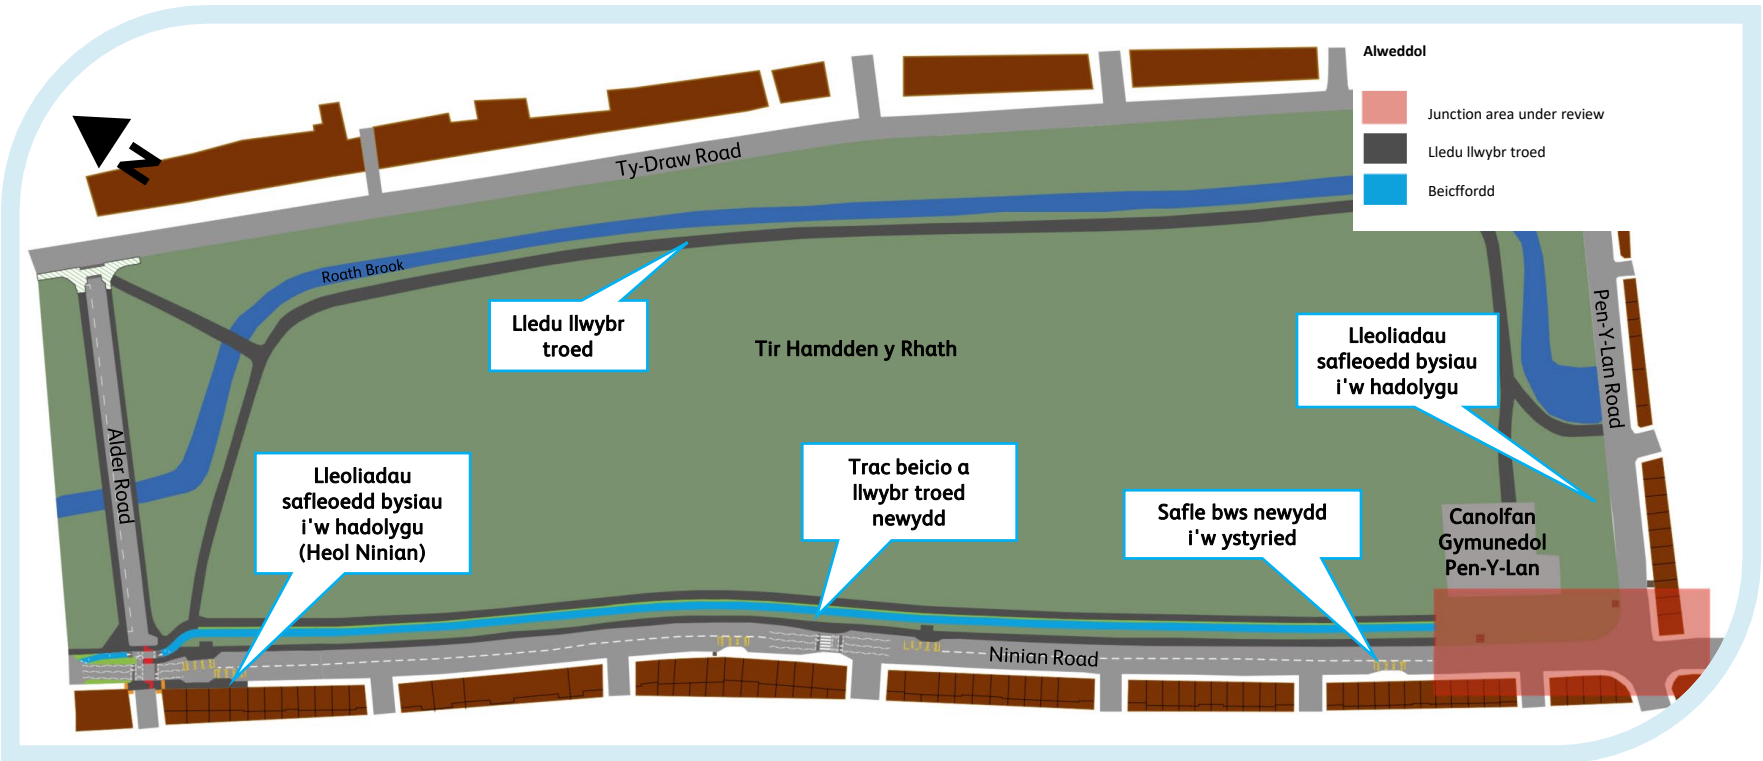 Alweddol
Junction area under review
Lledu llwybr troed
Beicffordd
N
Ty-Draw Road
Roath Brook
Lledu llwybr
troed
Tir Hamdden y Rhath
Lleoliadau
safleoedd bysiau
i'w hadolygu
Pen-Y-Lan Road
Alder Road
Lleoliadau
safleoedd bysiau
i'w hadolygu
(Heol Ninian)
Trac beicio a
llwybr troed
newydd
Safle bws newydd
i'w ystyried
Canolfan
Gymunedol
Pen-Y-Lan
Ninian Road